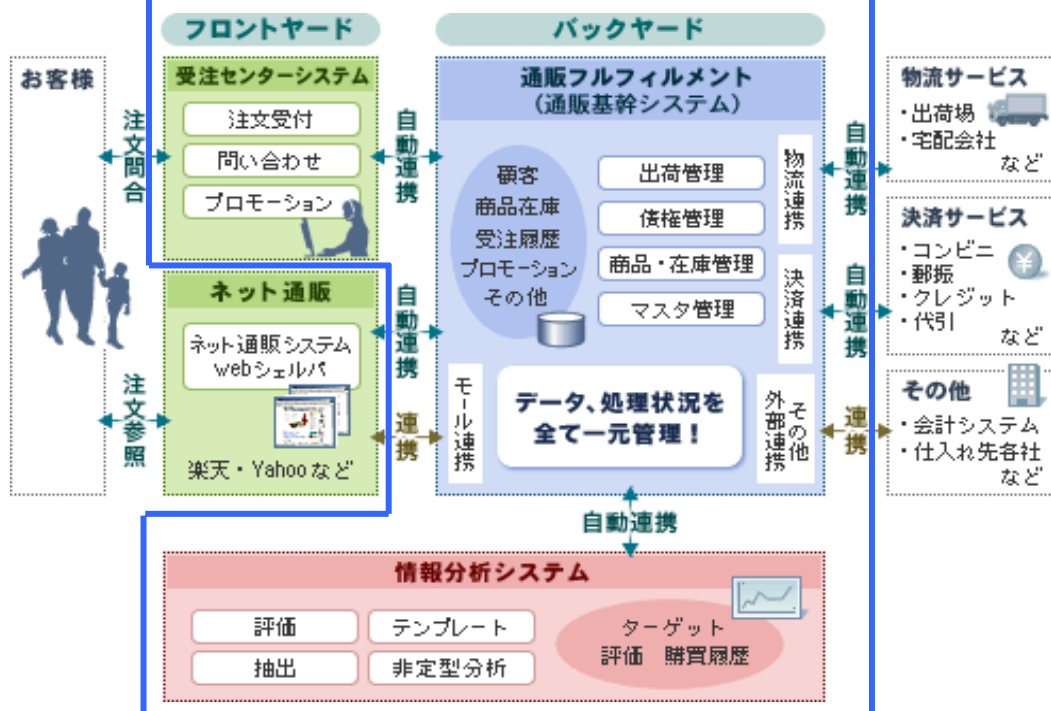 フロントヤード
バックヤード
お客様
注文問合
注文参照
受注センターシステム
注文受付
問い合わせ
プロモーション
自動連携
ネット通販
ネット通販システム
webシェルパ
楽天・Yahooなど
自動連携
連携
通販フルフィルメント
(通販基幹システム)
顧客
商品在庫
受注履歴
プロモーション
その他
出荷管理
債権管理
商品・在庫管理
マスタ管理
物流連携
決済連携
モール連携
データ、処理状況を
全て一元管理!
その他
外部連携
自動連携
自動連携
連携
物流サービス
・出荷場
・宅配会社
など
決済サービス
・コンビニ
・郵振
・クレジット
・代引
など
その他
・会計システム
・仕入れ先各社
など
自動連携
情報分析システム
評価
テンプレート
抽出
非定型分析
ターゲット
評価 購買履歴